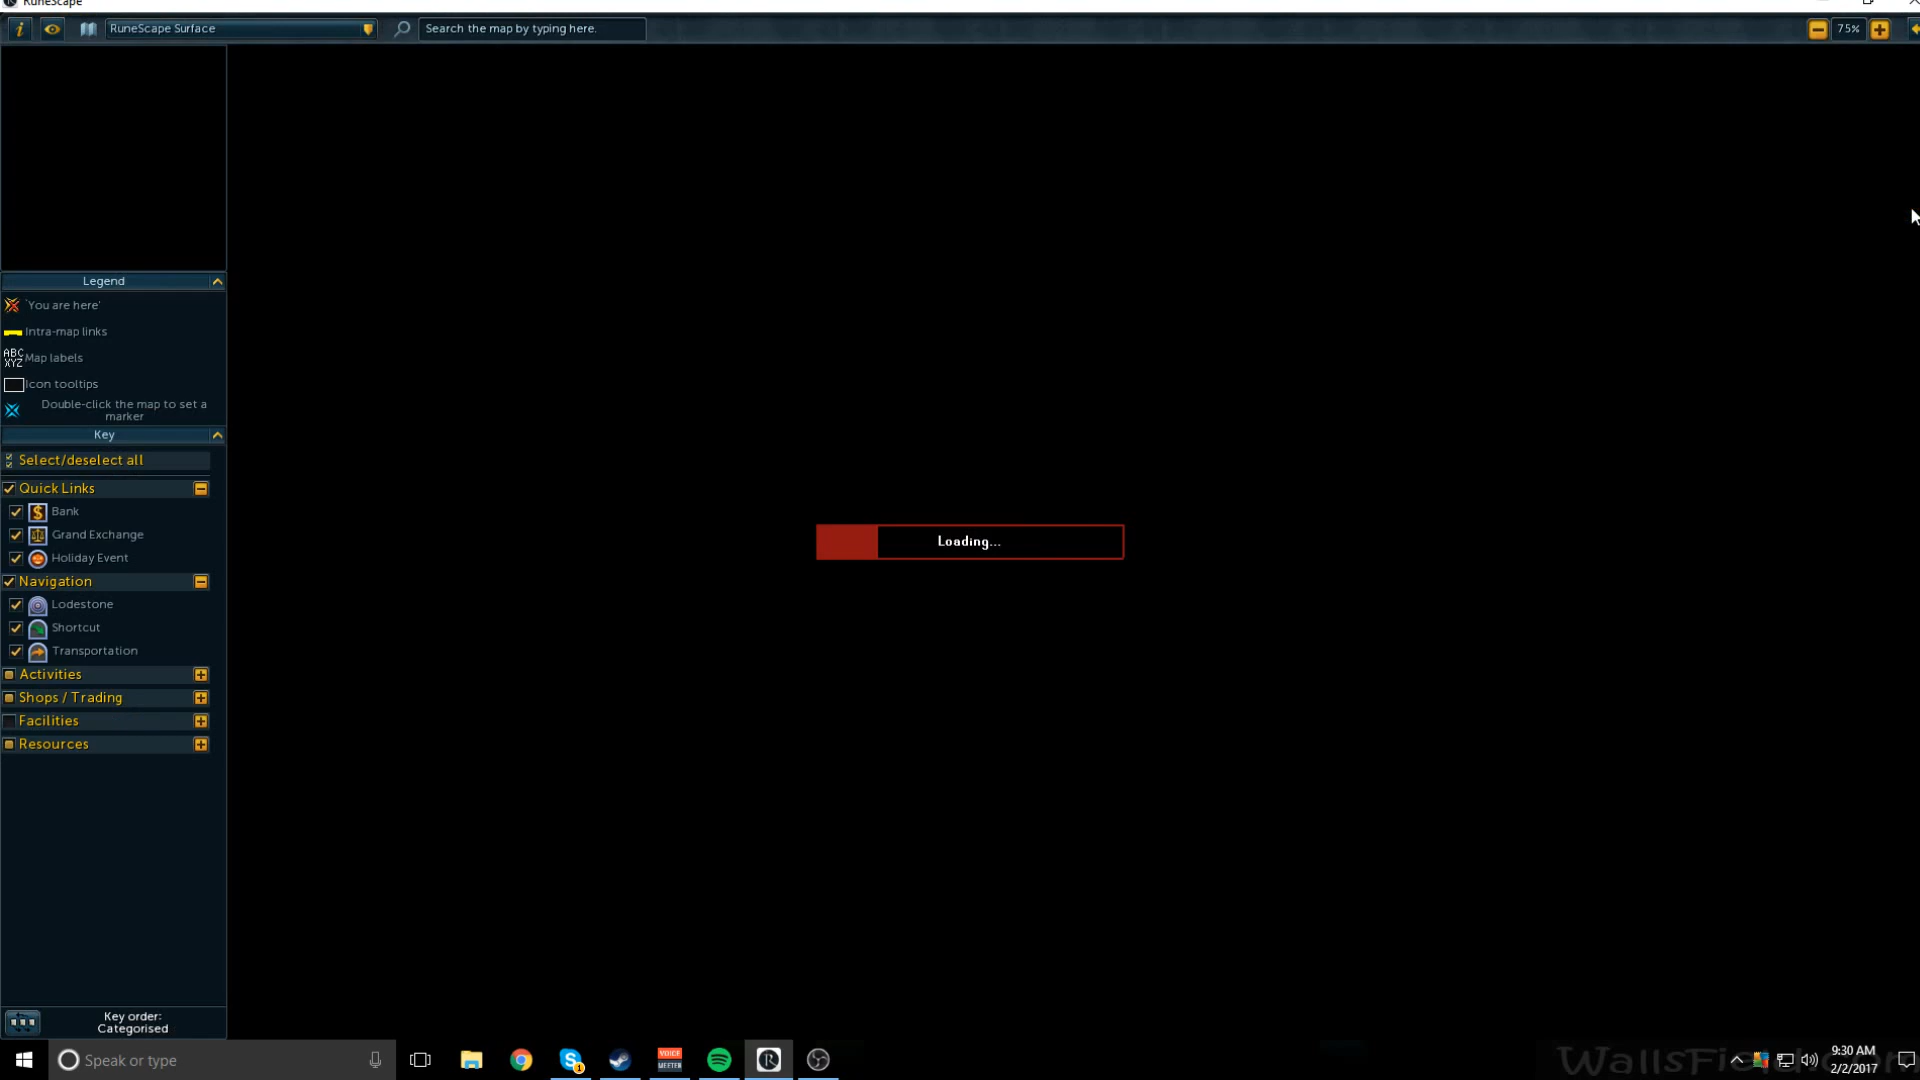 RuneScape
i RuneScape Surface Search the map by typing here. 75%
Legend
'You are here'
Intra-map links
ABC
XYZ Map labels
Icon tooltips
Double-click the map to set a
marker
Key
Select/deselect all
Quick Links
$ Bank
Grand Exchange
Holiday Event
Navigation
Lodestone
Shortcut
Transportation
Activities
Shops / Trading
Facilities
Resources
Loading...
Key order:
Categorised
Speak or type
1
VOICE
MEETER
R
9:30 AM
2/2/2017
WallsField.com